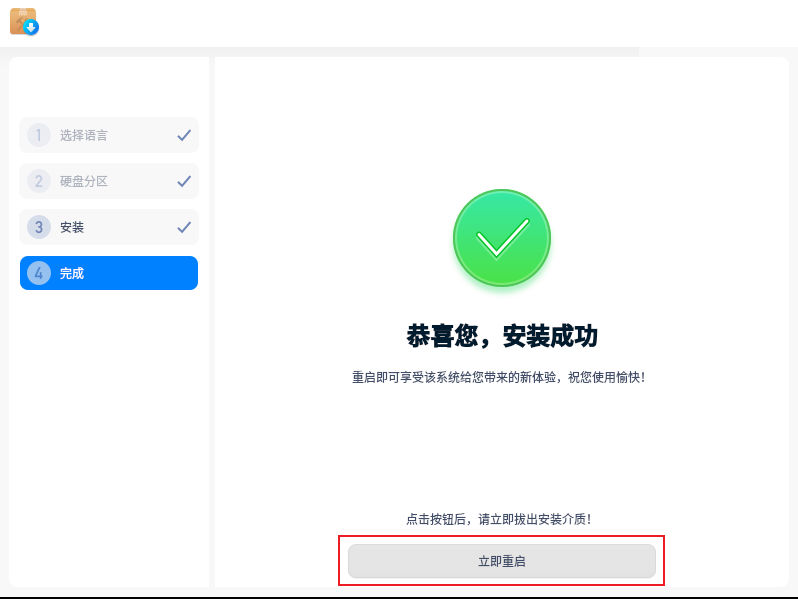 1 选择语言
2 硬盘分区
3 安装
4 完成
恭喜您，安装成功
重启即可享受该系统给您带来的新体验，祝您使用愉快！
点击按钮后，请立即拔出安装介质！
立即重启